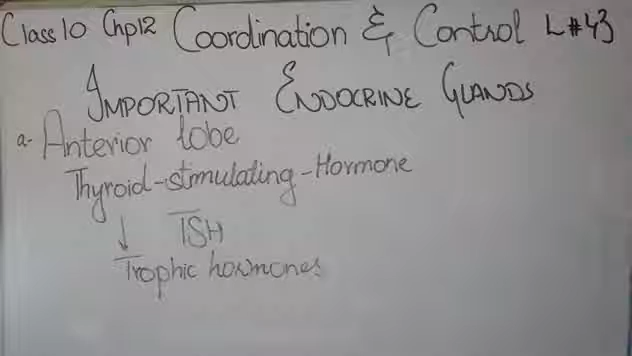 Class 10 Chp12 Coordination & Control L#43
IMPORTANT ENDOCRINE GLANDS
a- Anterior lobe
Thyroid-stimulating-Hormone
↓ TSH
Trophic hormones